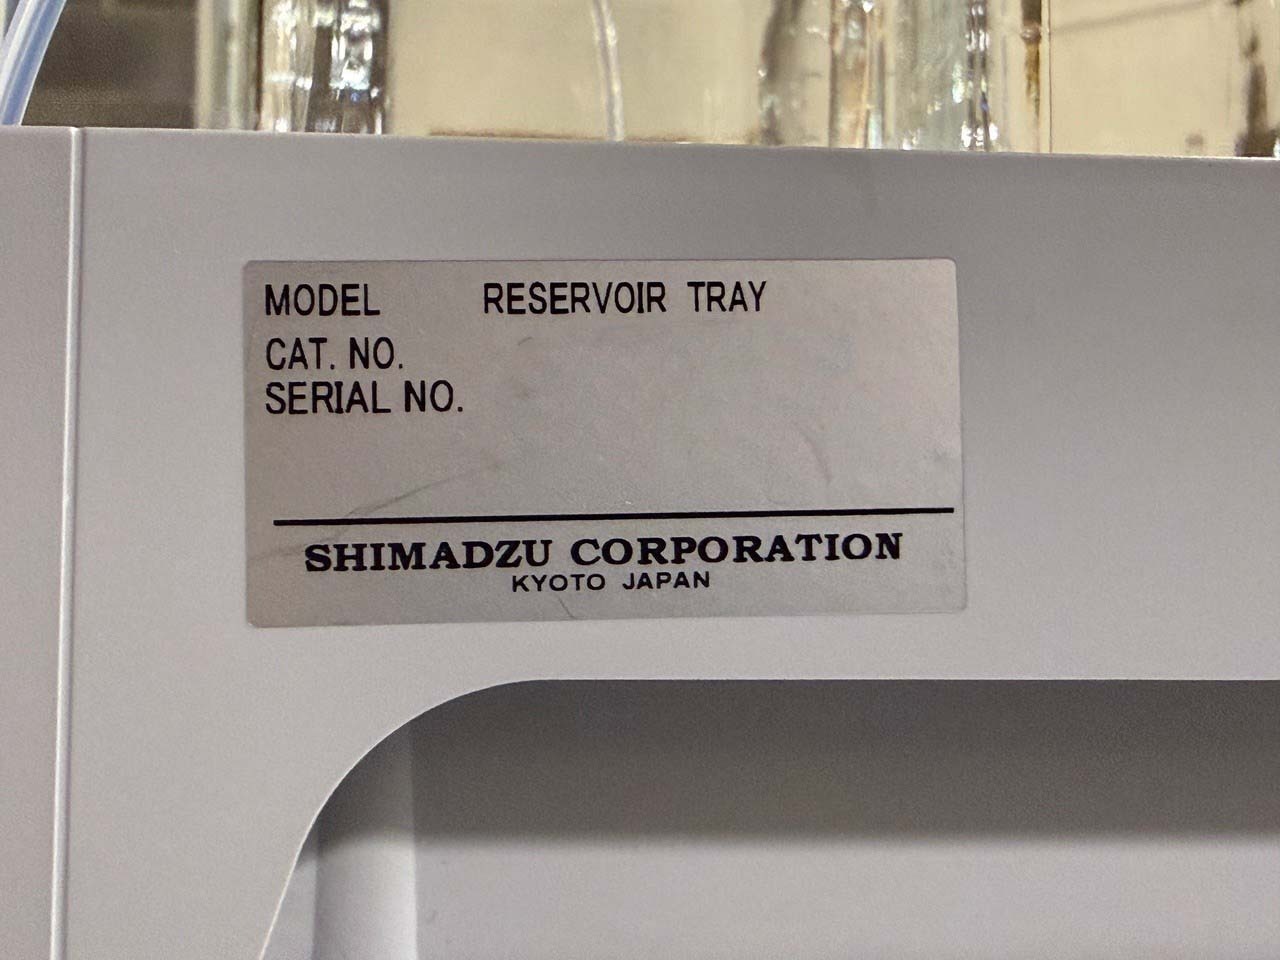 MODEL RESERVOIR TRAY
CAT. NO.
SERIAL NO.
SHIMADZU CORPORATION
KYOTO JAPAN